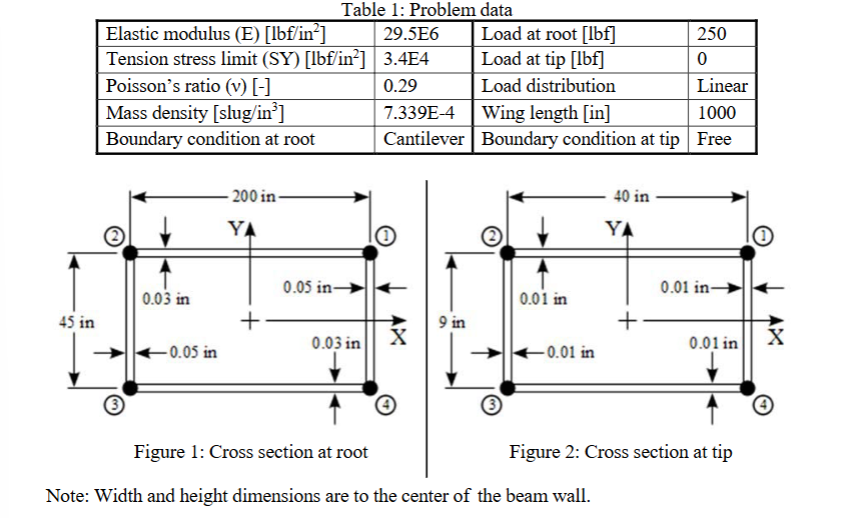 Table 1: Problem data
Elastic modulus (E) [lbf/in²] 29.5E6 Load at root [lbf] 250
Tension stress limit (SY) [lbf/in²] 3.4E4 Load at tip [lbf] 0
Poisson's ratio (ν) [-] 0.29 Load distribution Linear
Mass density [slug/in³] 7.339E-4 Wing length [in] 1000
Boundary condition at root Cantilever Boundary condition at tip Free
200 in
40 in
2 Y 1
2 Y 1
0.03 in 0.05 in
0.01 in 0.01 in
45 in X
9 in X
0.05 in 0.03 in
0.01 in 0.01 in
3 4
3 4
Figure 1: Cross section at root
Figure 2: Cross section at tip
Note: Width and height dimensions are to the center of the beam wall.